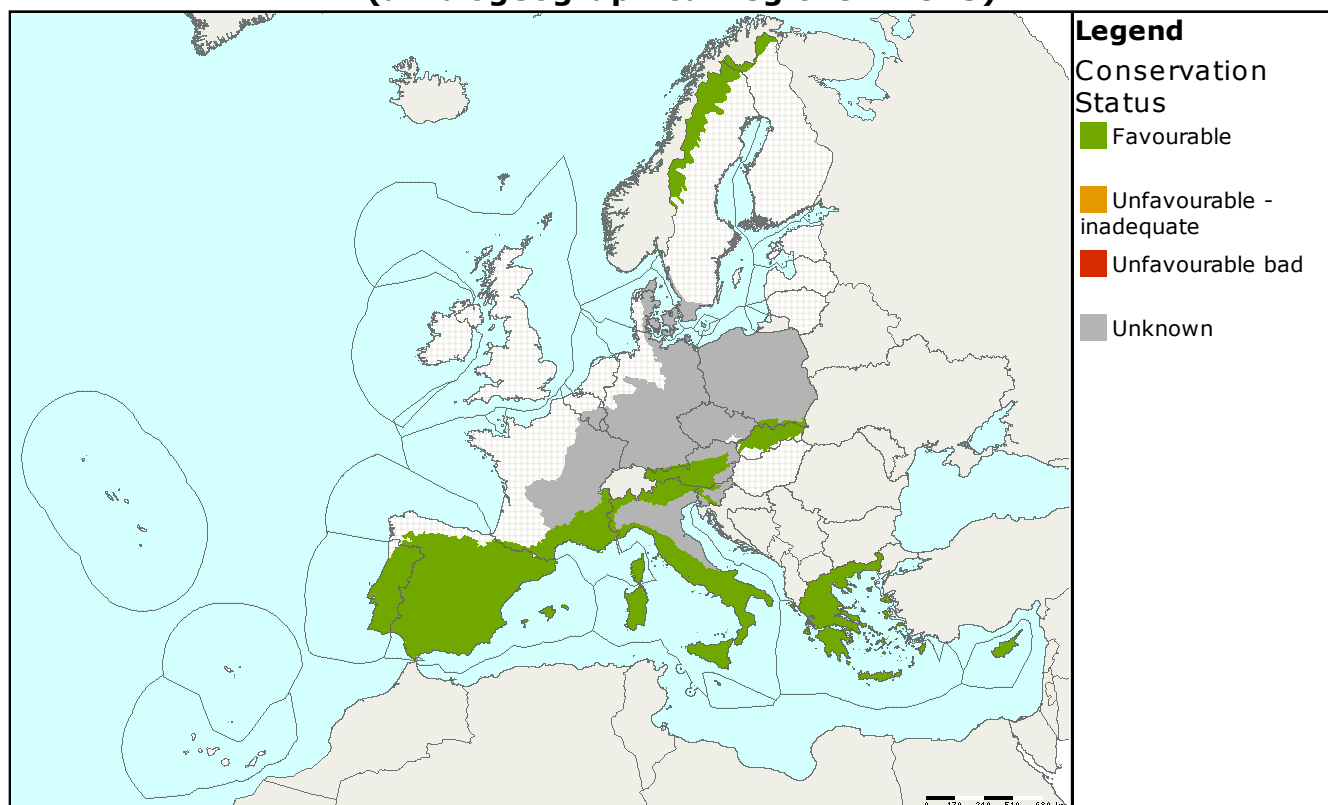 Legend
Conservation
Status
Favourable
Unfavourable -
inadequate
Unfavourable bad
Unknown